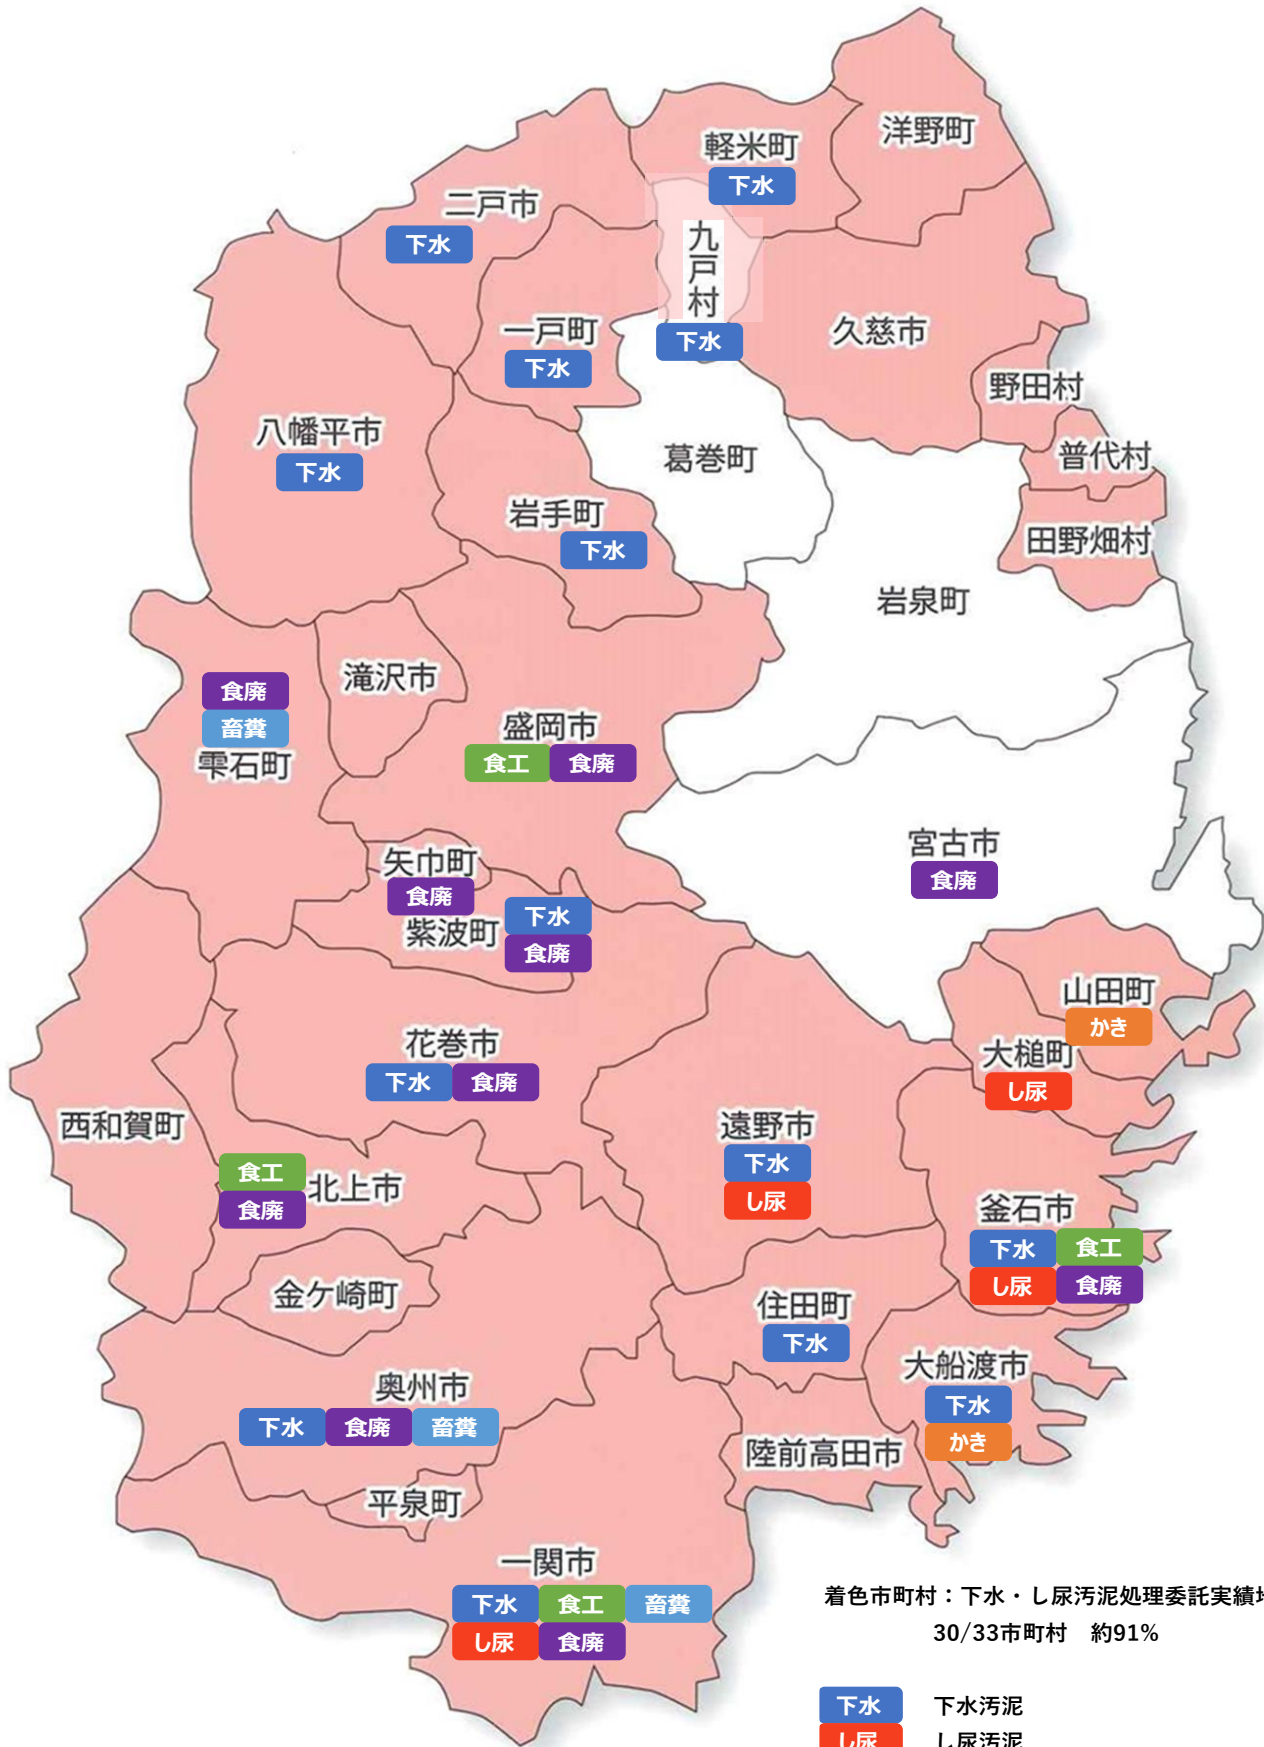 洋野町
軽米町
下水
二戸市
下水
九戸村
下水
一戸町
下水
久慈市
野田村
八幡平市
下水
葛巻町
普代村
岩手町
下水
田野畑村
岩泉町
滝沢市
食廃
畜糞
雫石町
盛岡市
食工 食廃
宮古市
食廃
矢巾町
食廃
紫波町
下水
食廃
山田町
かき
花巻市
下水 食廃
大槌町
し尿
西和賀町
遠野市
下水
し尿
食工
食廃
北上市
釜石市
下水 食工
し尿 食廃
金ケ崎町
住田町
下水
大船渡市
下水
かき
奥州市
下水 食廃 畜糞
陸前高田市
平泉町
一関市
下水 食工 畜糞
し尿 食廃
着色市町村：下水・し尿汚泥処理委託実績
30/33市町村 約91%
下水 下水汚泥
し尿 し尿汚泥